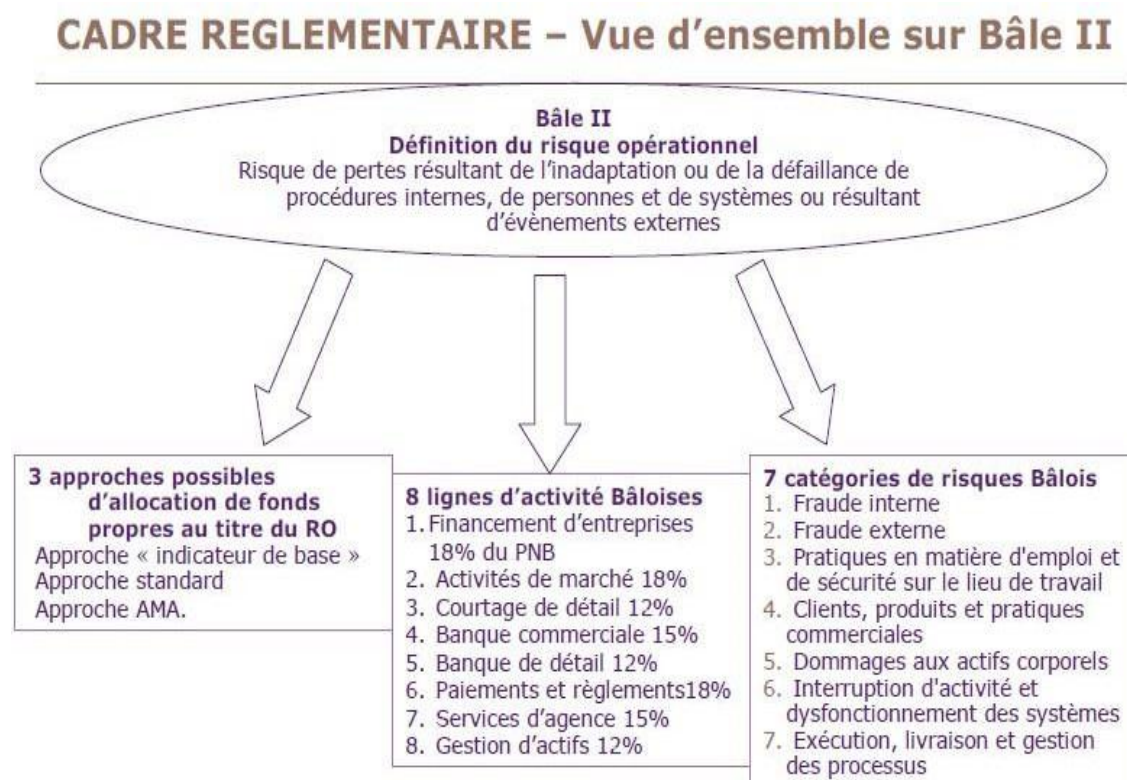 CADRE REGLEMENTAIRE – Vue d'ensemble sur Bâle II
Bâle II
Définition du risque opérationnel
Risque de pertes résultant de l'inadaptation ou de la défaillance de
procédures internes, de personnes et de systèmes ou résultant
d'évènements externes
3 approches possibles
d'allocation de fonds
propres au titre du RO
Approche « indicateur de base »
Approche standard
Approche AMA.
8 lignes d'activité Bâloises
1. Financement d'entreprises
18% du PNB
2. Activités de marché 18%
3. Courtage de détail 12%
4. Banque commerciale 15%
5. Banque de détail 12%
6. Paiements et règlements18%
7. Services d'agence 15%
8. Gestion d'actifs 12%
7 catégories de risques Bâlois
1. Fraude interne
2. Fraude externe
3. Pratiques en matière d'emploi et
de sécurité sur le lieu de travail
4. Clients, produits et pratiques
commerciales
5. Dommages aux actifs corporels
6. Interruption d'activité et
dysfonctionnement des systèmes
7. Exécution, livraison et gestion
des processus